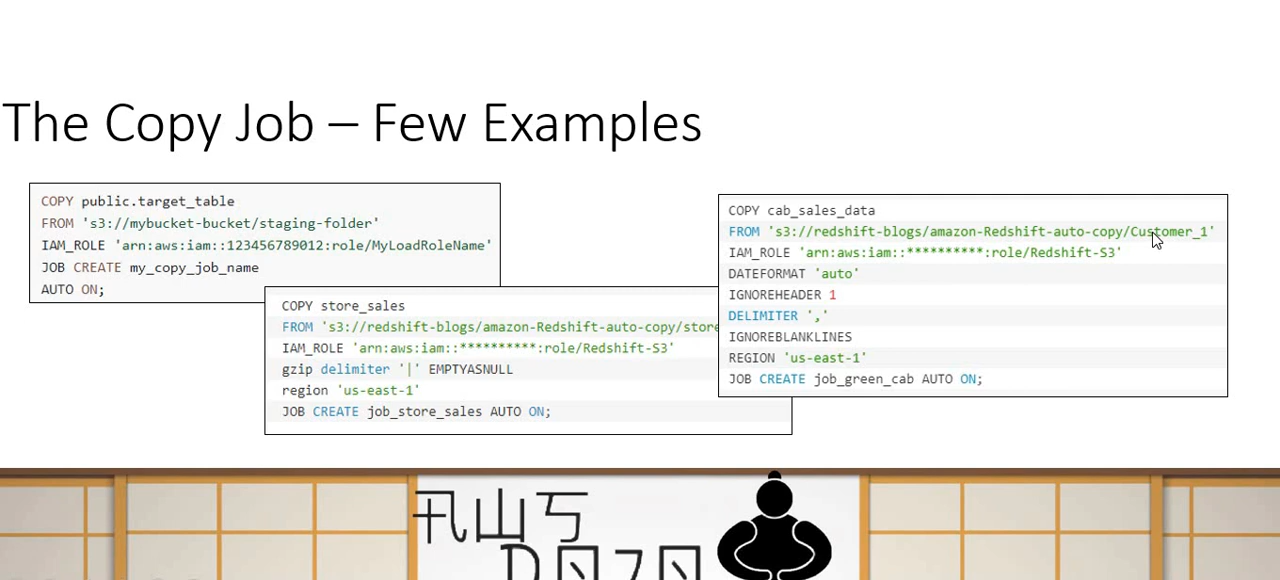 The Copy Job – Few Examples
COPY public.target_table
FROM 's3://mybucket-bucket/staging-folder'
IAM_ROLE 'arn:aws:iam::123456789012:role/MyLoadRoleName'
JOB CREATE my_copy_job_name
AUTO ON;
COPY store_sales
FROM 's3://redshift-blogs/amazon-Redshift-auto-copy/store
IAM_ROLE 'arn:aws:iam::**********:role/Redshift-S3'
gzip delimiter '|' EMPTYASNULL
region 'us-east-1'
JOB CREATE job_store_sales AUTO ON;
COPY cab_sales_data
FROM 's3://redshift-blogs/amazon-Redshift-auto-copy/Customer_1'
IAM_ROLE 'arn:aws:iam::**********:role/Redshift-S3'
DATEFORMAT 'auto'
IGNOREHEADER 1
DELIMITER ','
IGNOREBLANKLINES
REGION 'us-east-1'
JOB CREATE job_green_cab AUTO ON;